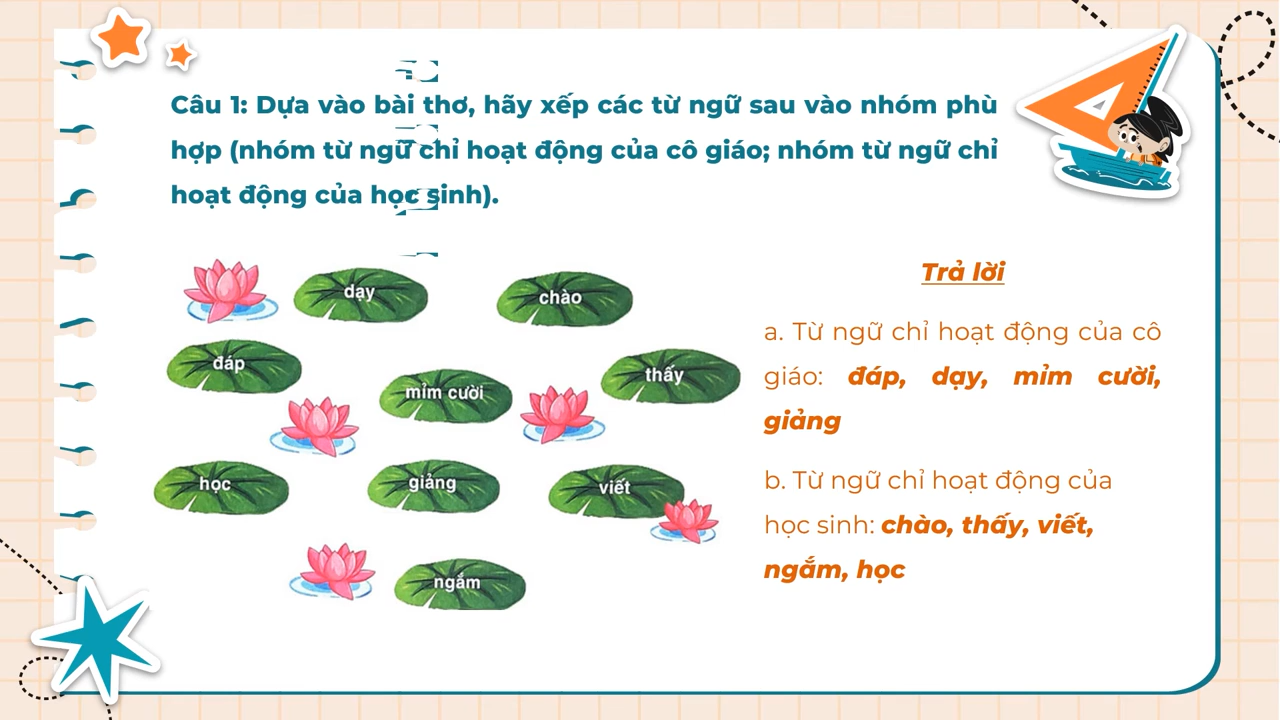 Câu 1: Dựa vào bài thơ, hãy xếp các từ ngữ sau vào nhóm phù
hợp (nhóm từ ngữ chỉ hoạt động của cô giáo; nhóm từ ngữ chỉ
hoạt động của học sinh).
dạy
chào
đáp
mỉm cười
thấy
học
giảng
viết
ngắm
Trả lời
a. Từ ngữ chỉ hoạt động của cô
giáo: đáp, dạy, mỉm cười,
giảng
b. Từ ngữ chỉ hoạt động của
học sinh: chào, thấy, viết,
ngắm, học